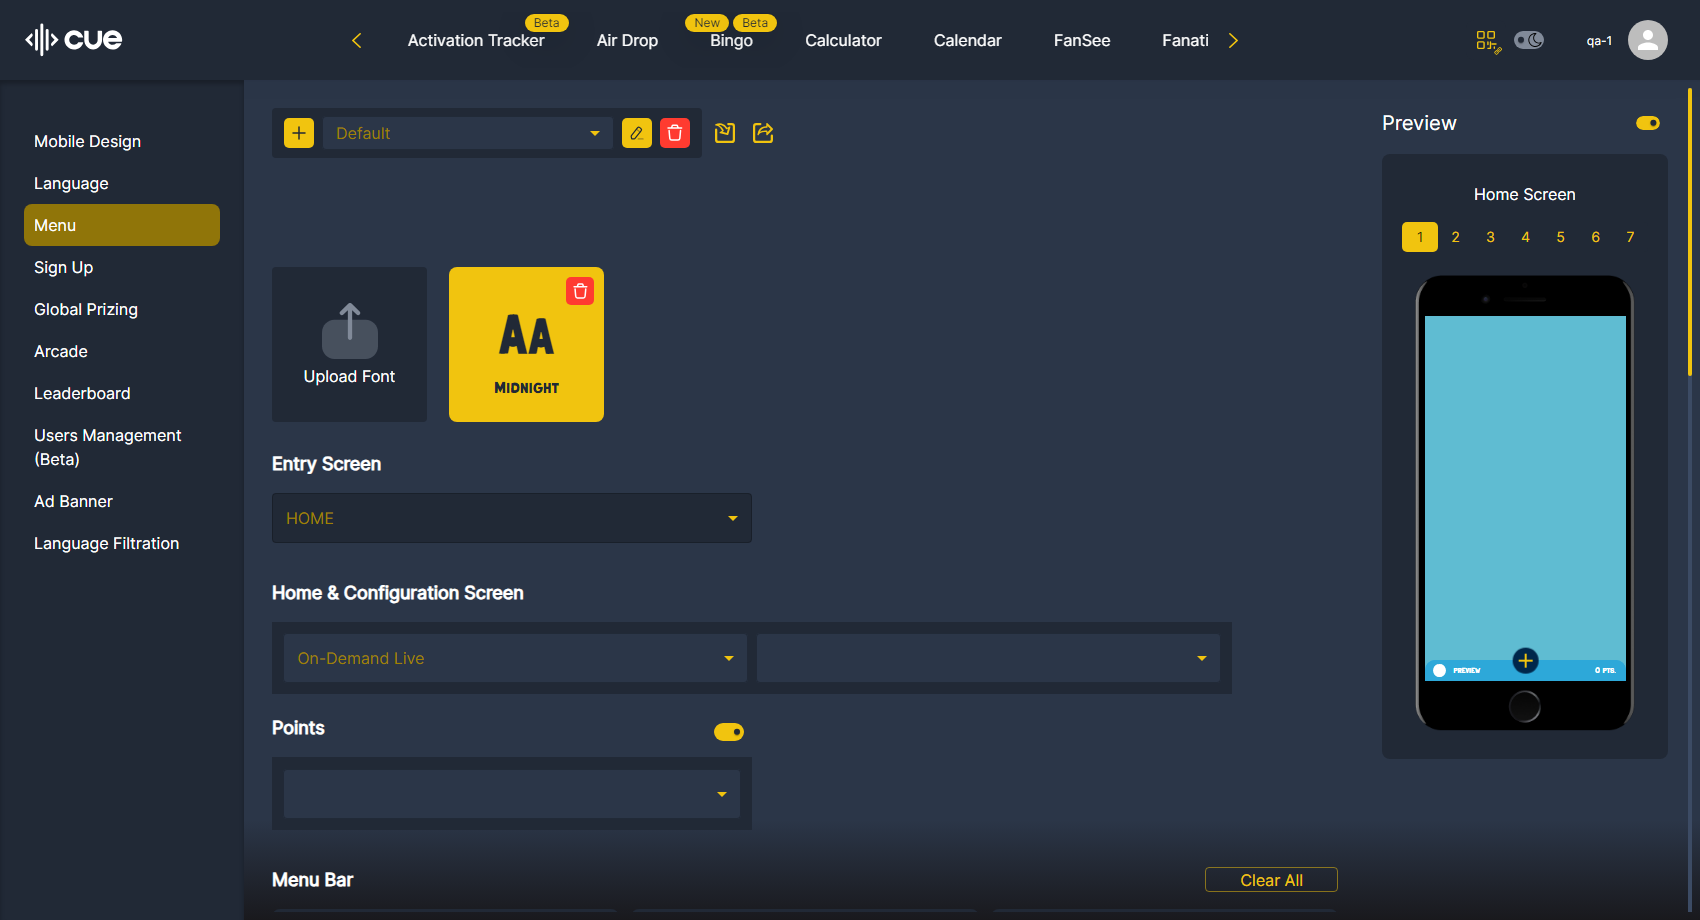 cue
Beta
New
Beta
Activation Tracker
Air Drop
Bingo
Calculator
Calendar
FanSee
Fanati
qa-1
Mobile Design
Language
Menu
Sign Up
Global Prizing
Arcade
Leaderboard
Users Management
(Beta)
Ad Banner
Language Filtration
Default
Upload Font
AA
MIDNIGHT
Entry Screen
HOME
Home & Configuration Screen
On-Demand Live
Points
Menu Bar
Clear All
Preview
Home Screen
1 2 3 4 5 6 7
PREVIEW
0 PTS.